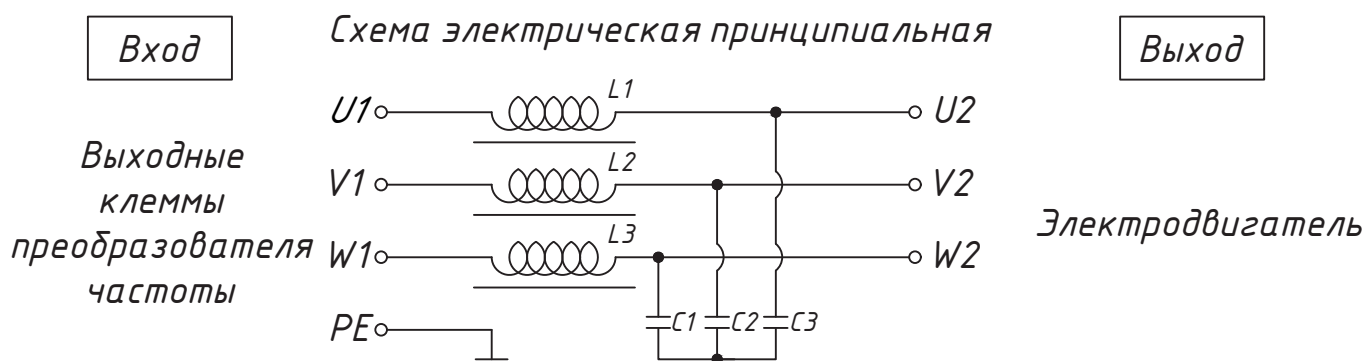 Схема электрическая принципиальная
Вход
Выход
U1
L1
U2
Выходные
клеммы
преобразователя
частоты
V1
L2
V2
Электродвигатель
W1
L3
W2
PE
C1
C2
C3